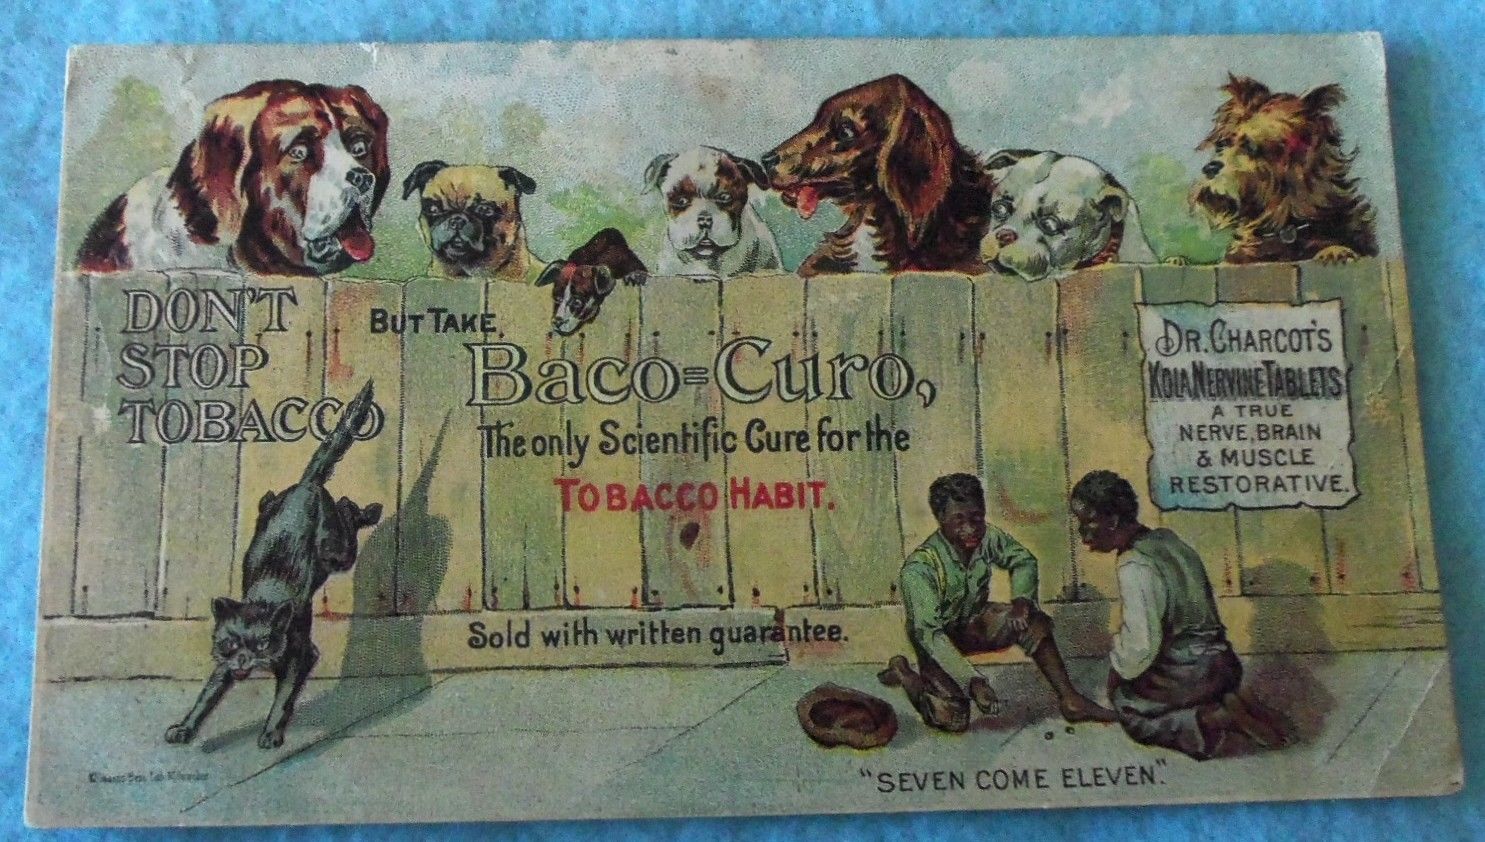 DON'T
STOP
TOBACCO
BUT TAKE
Baco=Curo,
The only Scientific Cure for the
TOBACCO HABIT.
Sold with written guarantee.
DR. CHARCOT'S
KOLA NERVINE TABLETS
A TRUE
NERVE, BRAIN
& MUSCLE
RESTORATIVE.
"SEVEN COME ELEVEN."